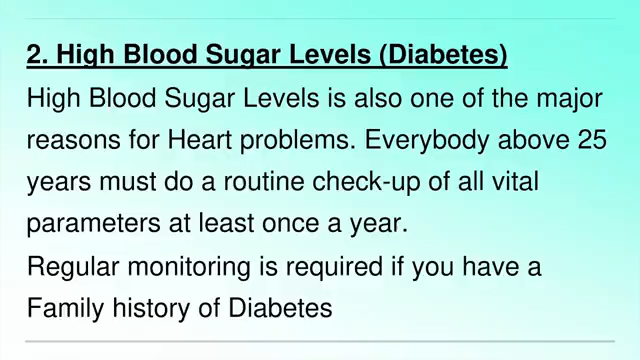 2. High Blood Sugar Levels (Diabetes)
High Blood Sugar Levels is also one of the major
reasons for Heart problems. Everybody above 25
years must do a routine check-up of all vital
parameters at least once a year.
Regular monitoring is required if you have a
Family history of Diabetes